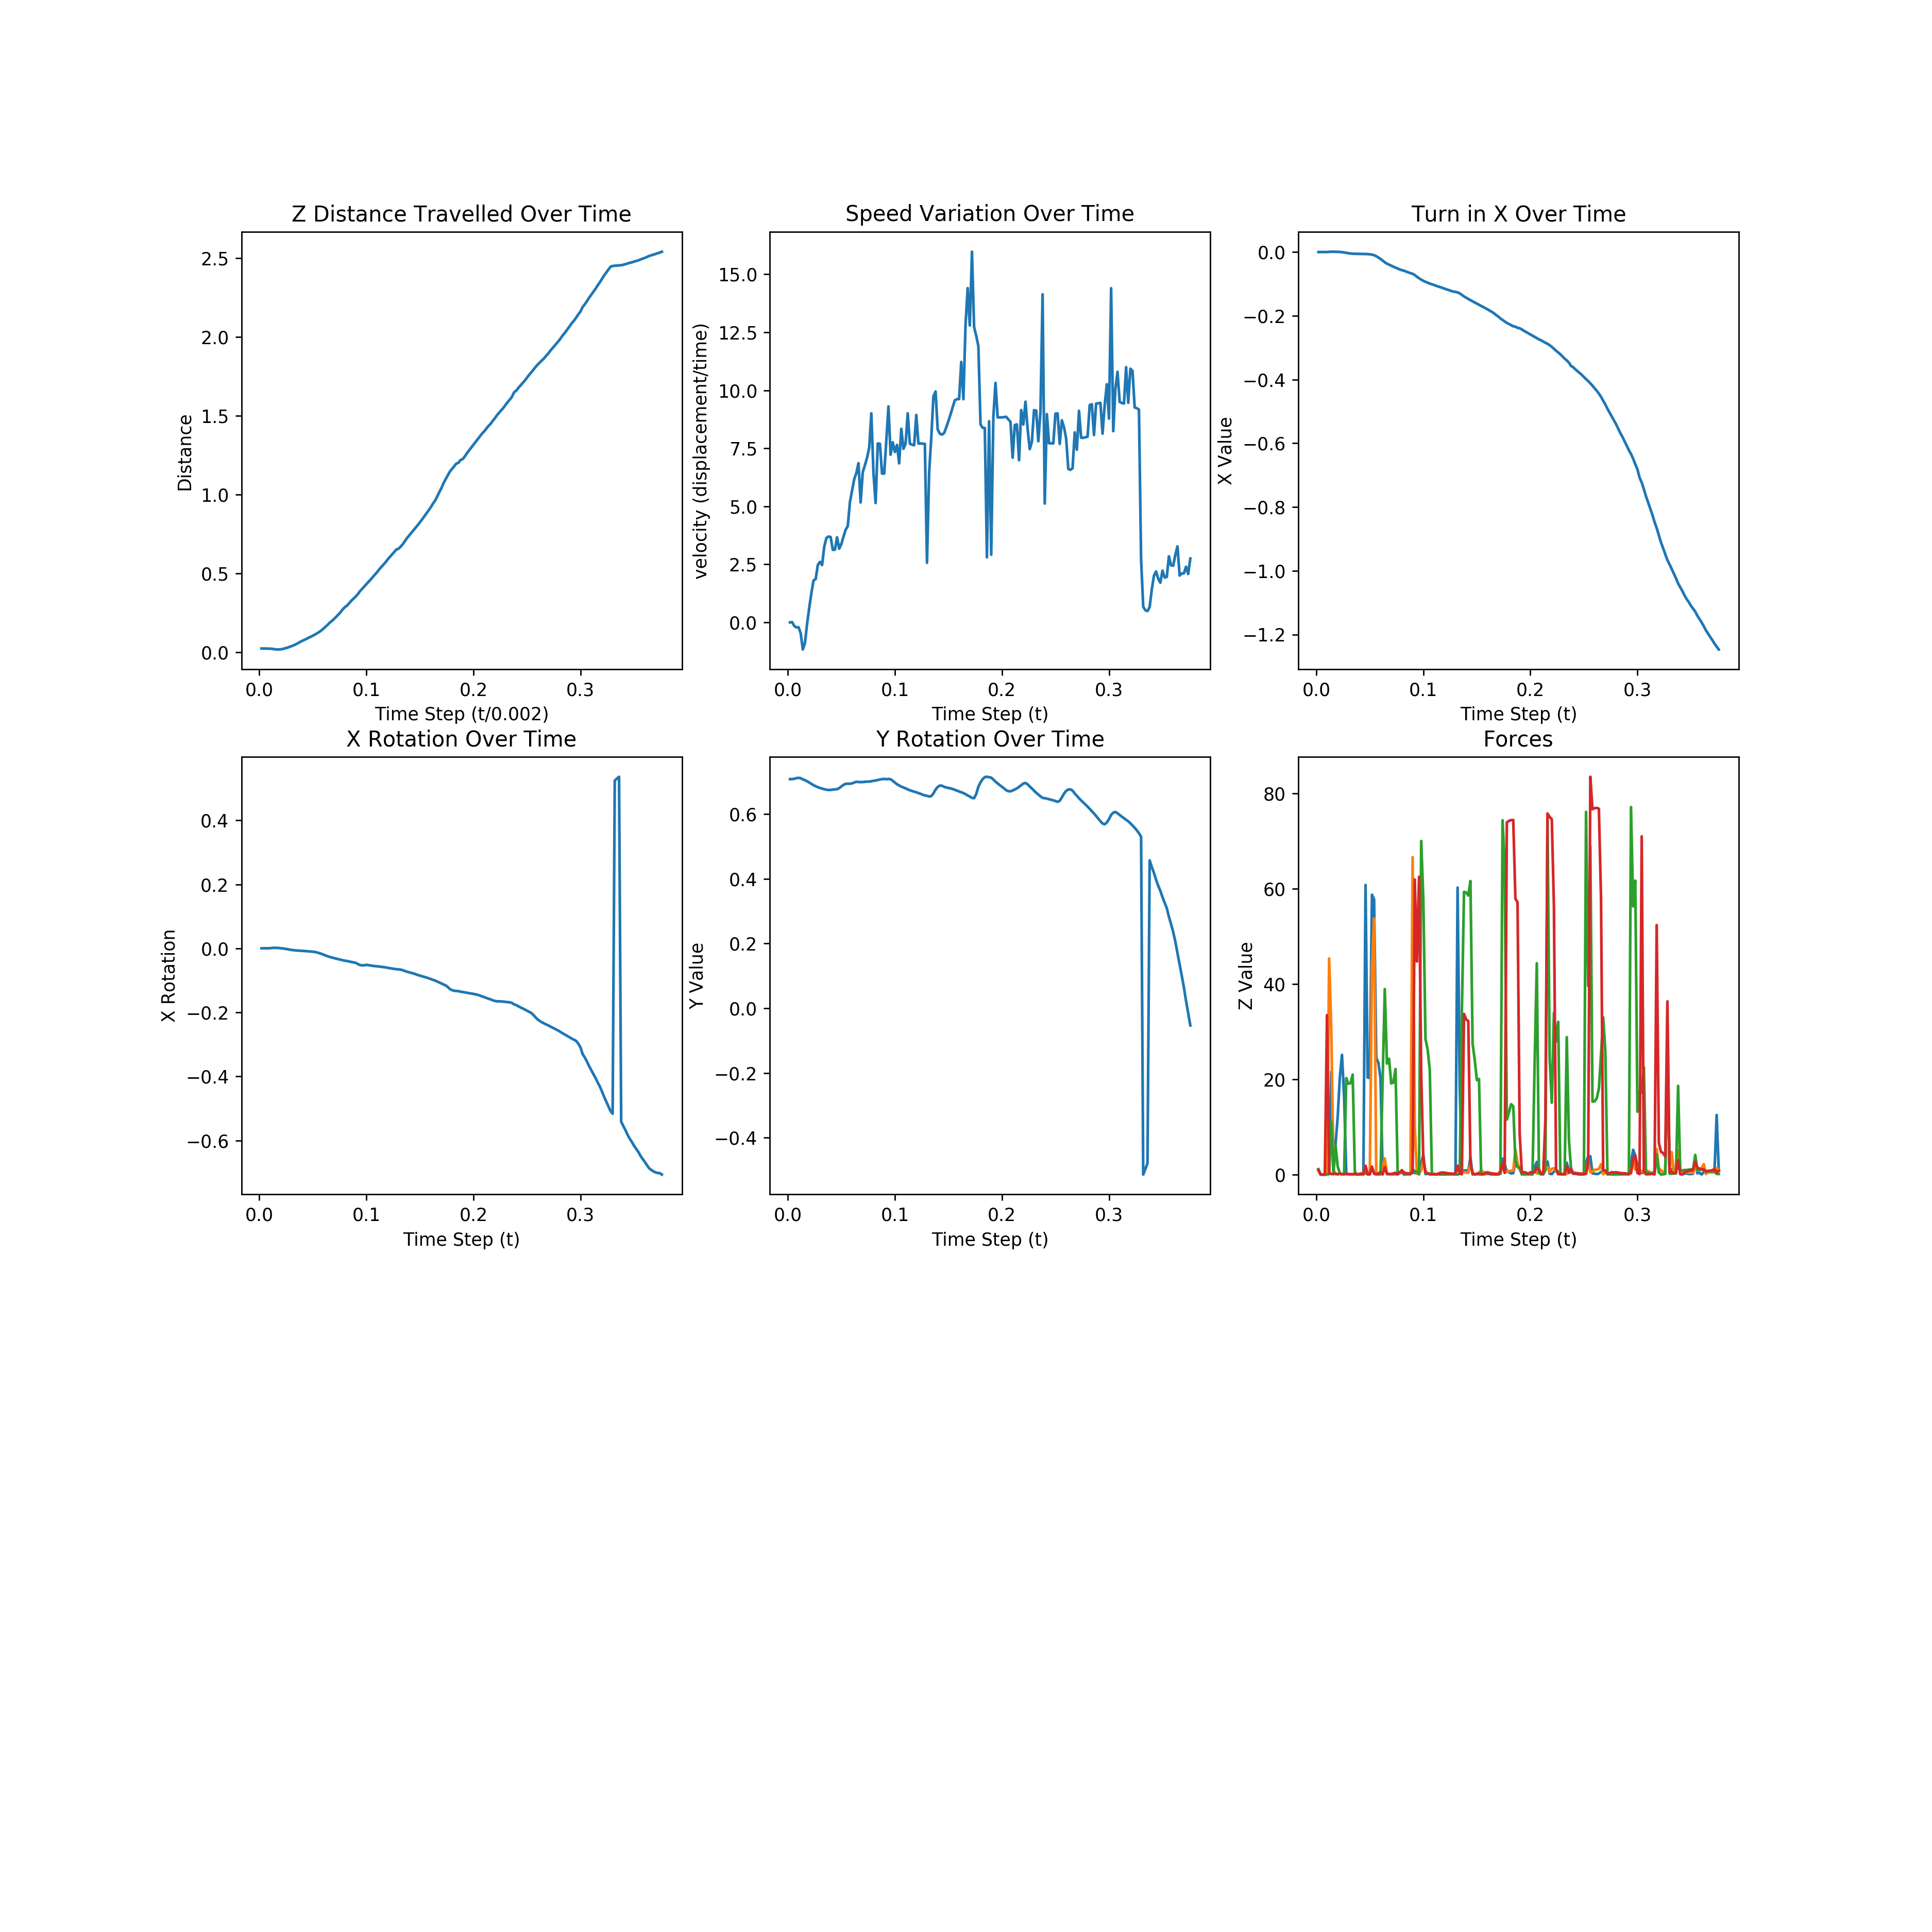 Z Distance Travelled Over Time
Distance
2.5
2.0
1.5
1.0
0.5
0.0
0.0 0.1 0.2 0.3
Time Step (t/0.002)
Speed Variation Over Time
velocity (displacement/time)
15.0
12.5
10.0
7.5
5.0
2.5
0.0
0.0 0.1 0.2 0.3
Time Step (t)
Turn in X Over Time
X Value
0.0
−0.2
−0.4
−0.6
−0.8
−1.0
−1.2
0.0 0.1 0.2 0.3
Time Step (t)
X Rotation Over Time
X Rotation
0.4
0.2
0.0
−0.2
−0.4
−0.6
0.0 0.1 0.2 0.3
Time Step (t)
Y Rotation Over Time
Y Value
0.6
0.4
0.2
0.0
−0.2
−0.4
0.0 0.1 0.2 0.3
Time Step (t)
Forces
Z Value
80
60
40
20
0
0.0 0.1 0.2 0.3
Time Step (t)